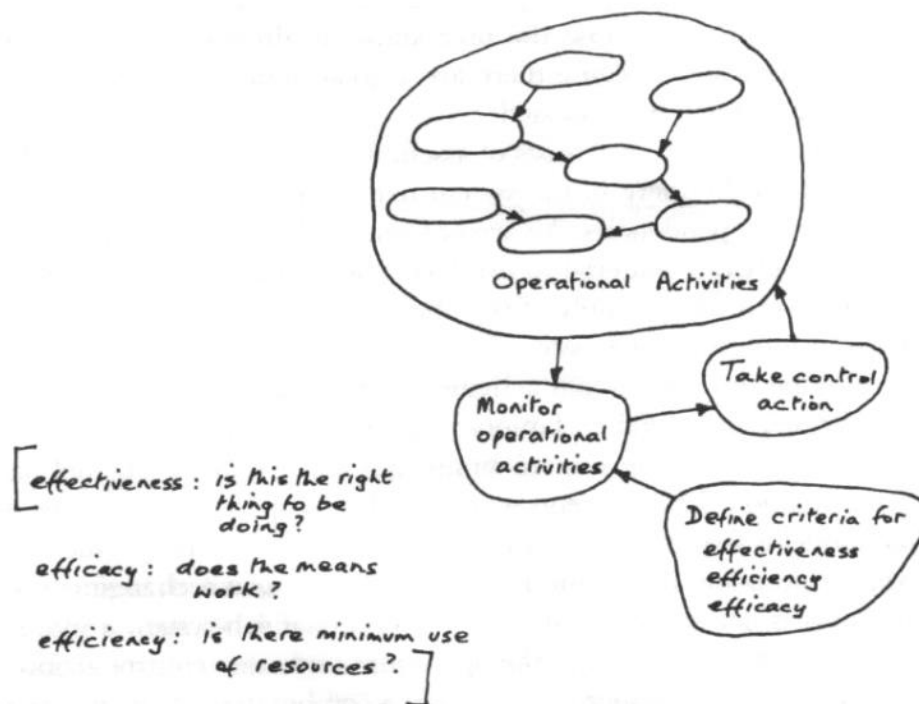 Operational Activities
Take control
action
Monitor
operational
activities
Define criteria for
effectiveness
efficiency
efficacy
effectiveness : is this the right
thing to be
doing?
efficacy : does the means
work?
efficiency : is there minimum use
of resources?